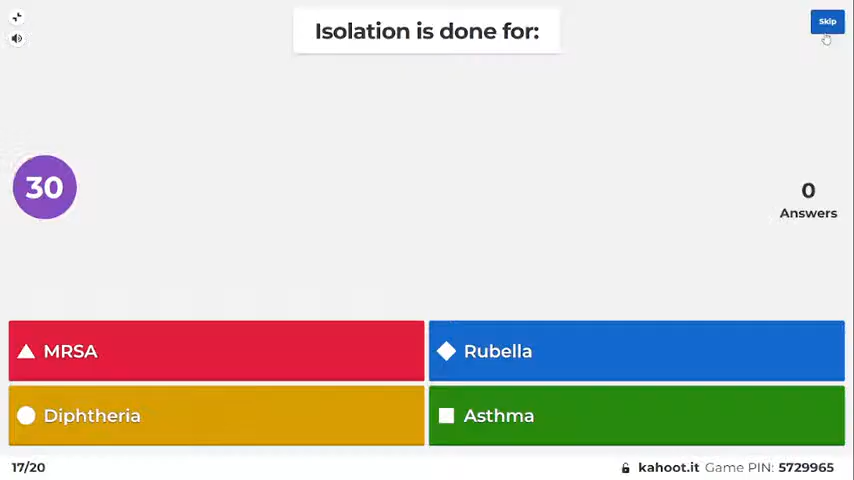 Isolation is done for:
Skip
30
0
Answers
MRSA
Rubella
Diphtheria
Asthma
17/20
kahoot.it Game PIN: 5729965